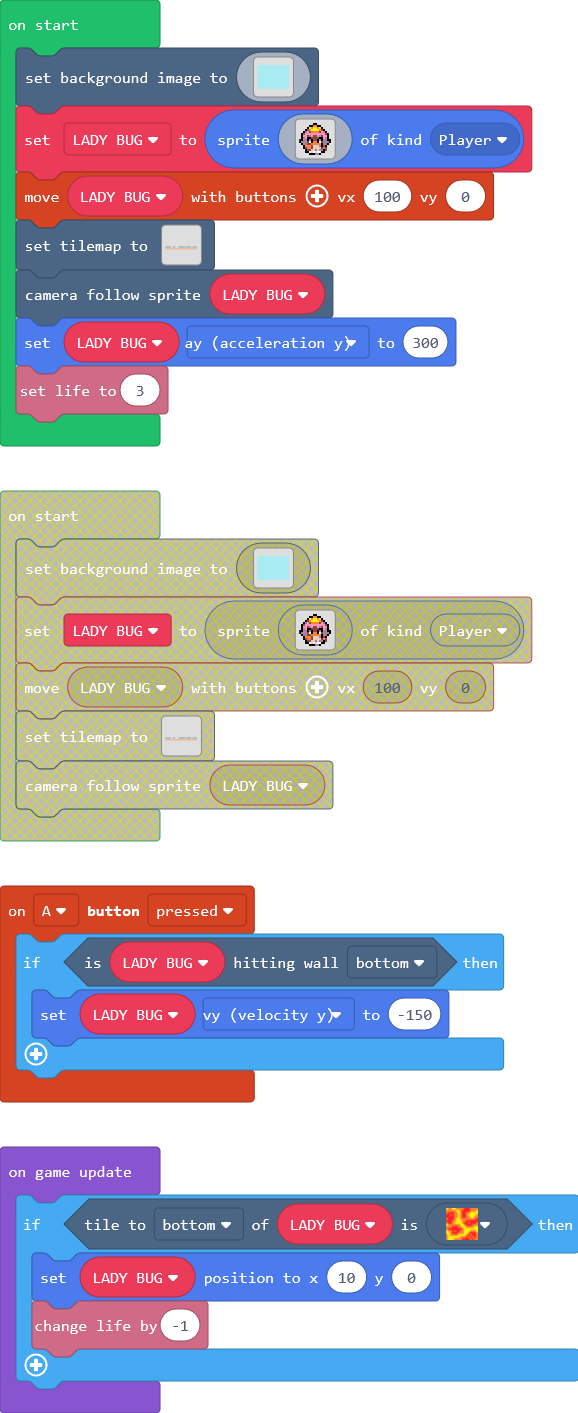 on start
set background image to
set LADY BUG to sprite of kind Player
move LADY BUG with buttons vx 100 vy 0
set tilemap to
camera follow sprite LADY BUG
set LADY BUG ay (acceleration y) to 300
set life to 3
on start
set background image to
set LADY BUG to sprite of kind Player
move LADY BUG with buttons vx 100 vy 0
set tilemap to
camera follow sprite LADY BUG
on A button pressed
if is LADY BUG hitting wall bottom then
set LADY BUG vy (velocity y) to -150
on game update
if tile to bottom of LADY BUG is then
set LADY BUG position to x 10 y 0
change life by -1